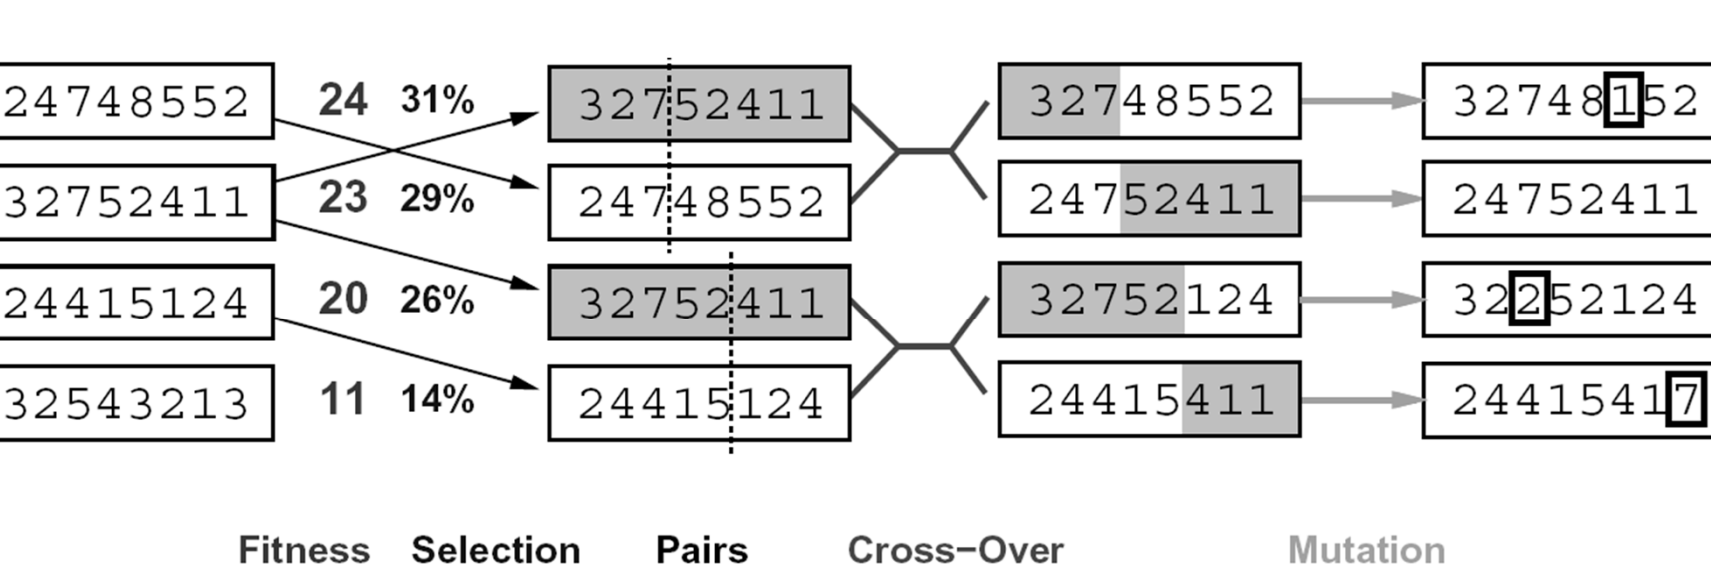 24748552 24 31% 32752411 32748552 32748152
32752411 23 29% 24748552 24752411 24752411
24415124 20 26% 32752411 32752124 32252124
32543213 11 14% 24415124 24415411 24415417
Fitness Selection Pairs Cross-Over Mutation